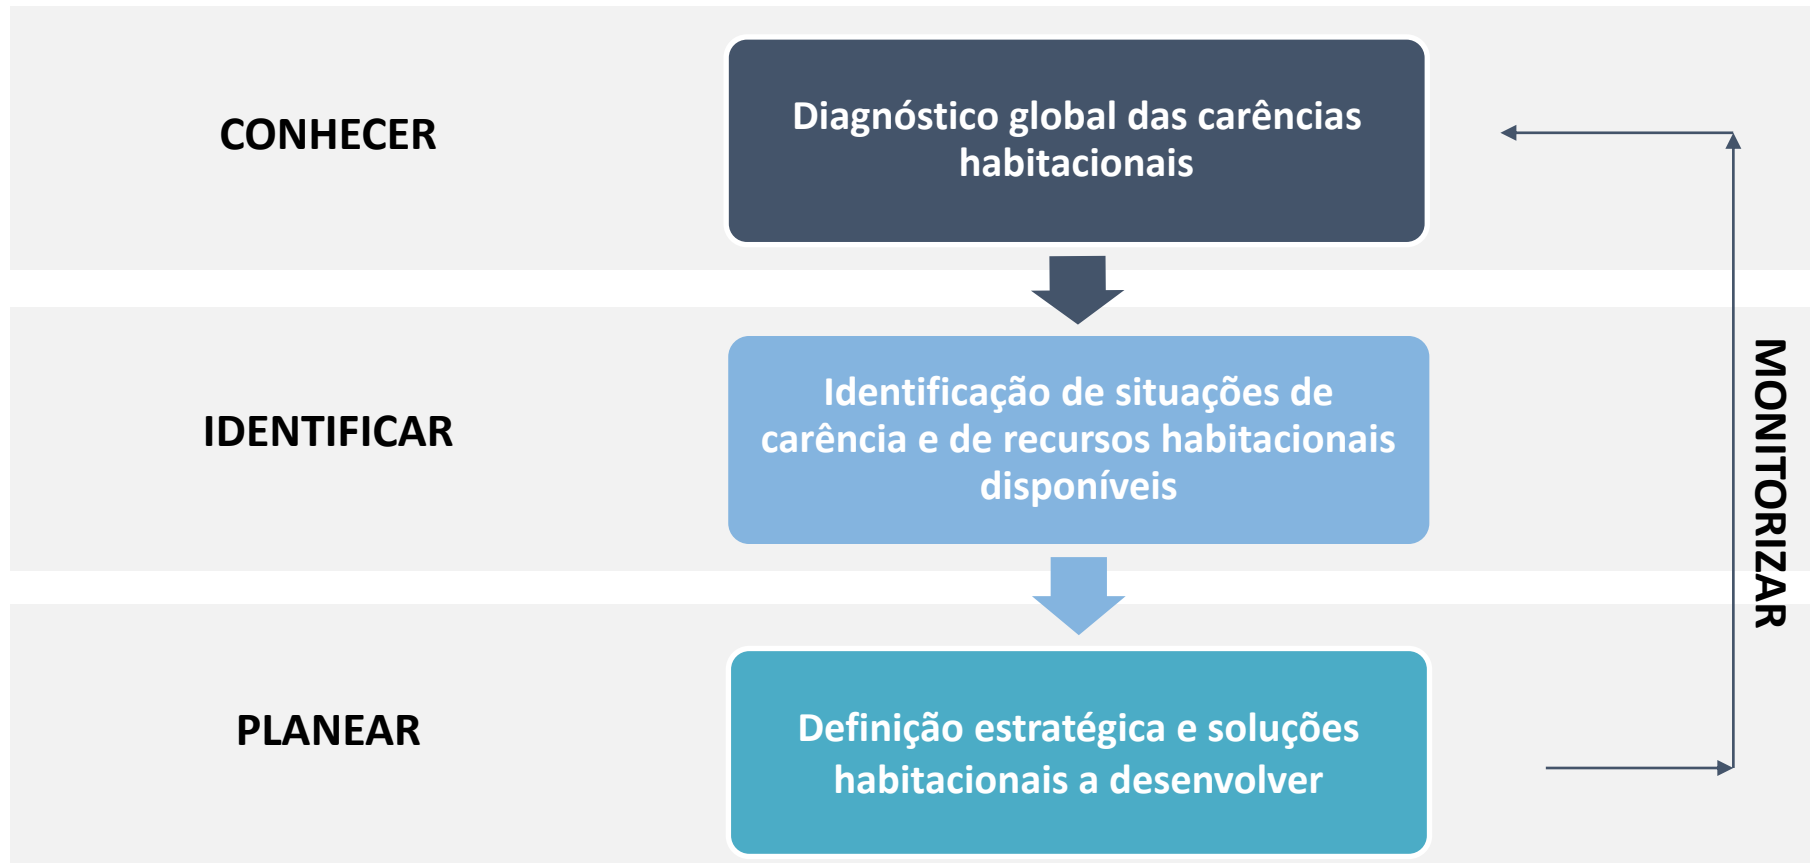 CONHECER
Diagnóstico global das carências
habitacionais
IDENTIFICAR
Identificação de situações de
carência e de recursos habitacionais
disponíveis
MONITORIZAR
PLANEAR
Definição estratégica e soluções
habitacionais a desenvolver